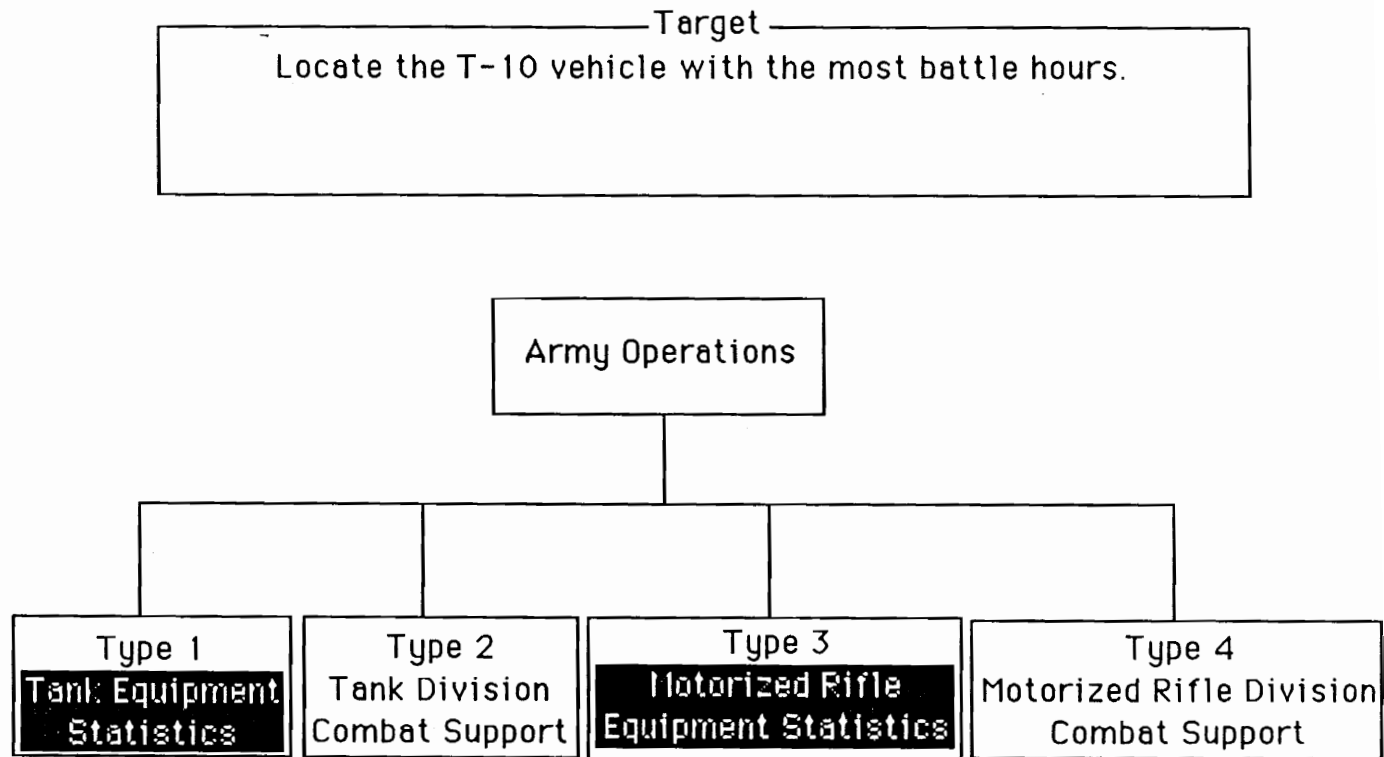 Target
Locate the T-10 vehicle with the most battle hours.
Army Operations
Type 1
Tank Equipment
Statistics
Type 2
Tank Division
Combat Support
Type 3
Motorized Rifle
Equipment Statistics
Type 4
Motorized Rifle Division
Combat Support